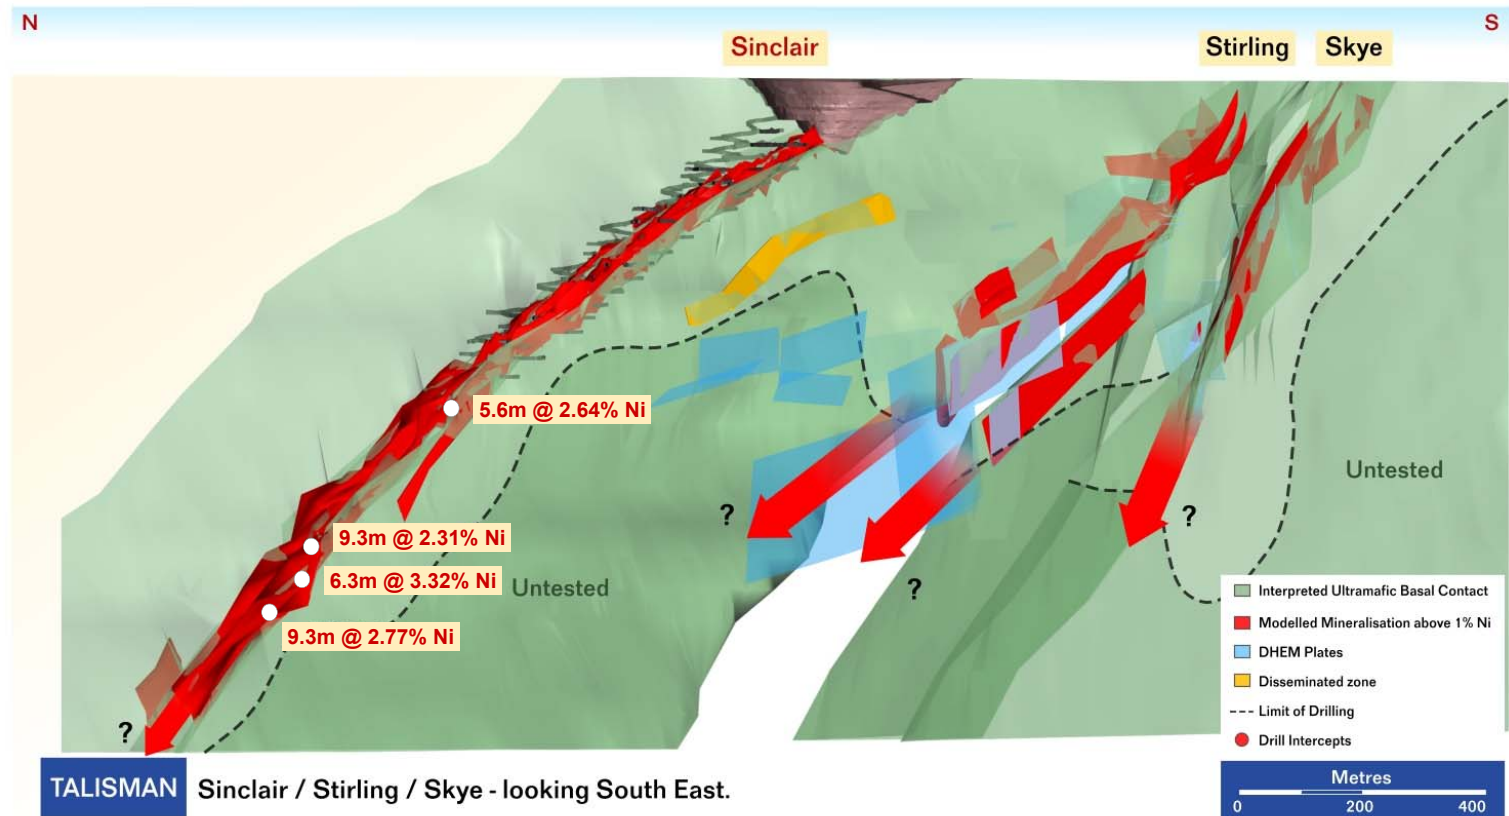 N
S
Sinclair
Stirling
Skye
5.6m @ 2.64% Ni
Untested
9.3m @ 2.31% Ni
?
?
6.3m @ 3.32% Ni
Untested
?
9.3m @ 2.77% Ni
?
Interpreted Ultramafic Basal Contact
Modelled Mineralisation above 1% Ni
DHEM Plates
Disseminated zone
Limit of Drilling
Drill Intercepts
TALISMAN
Sinclair / Stirling / Skye - looking South East.
Metres
0 200 400